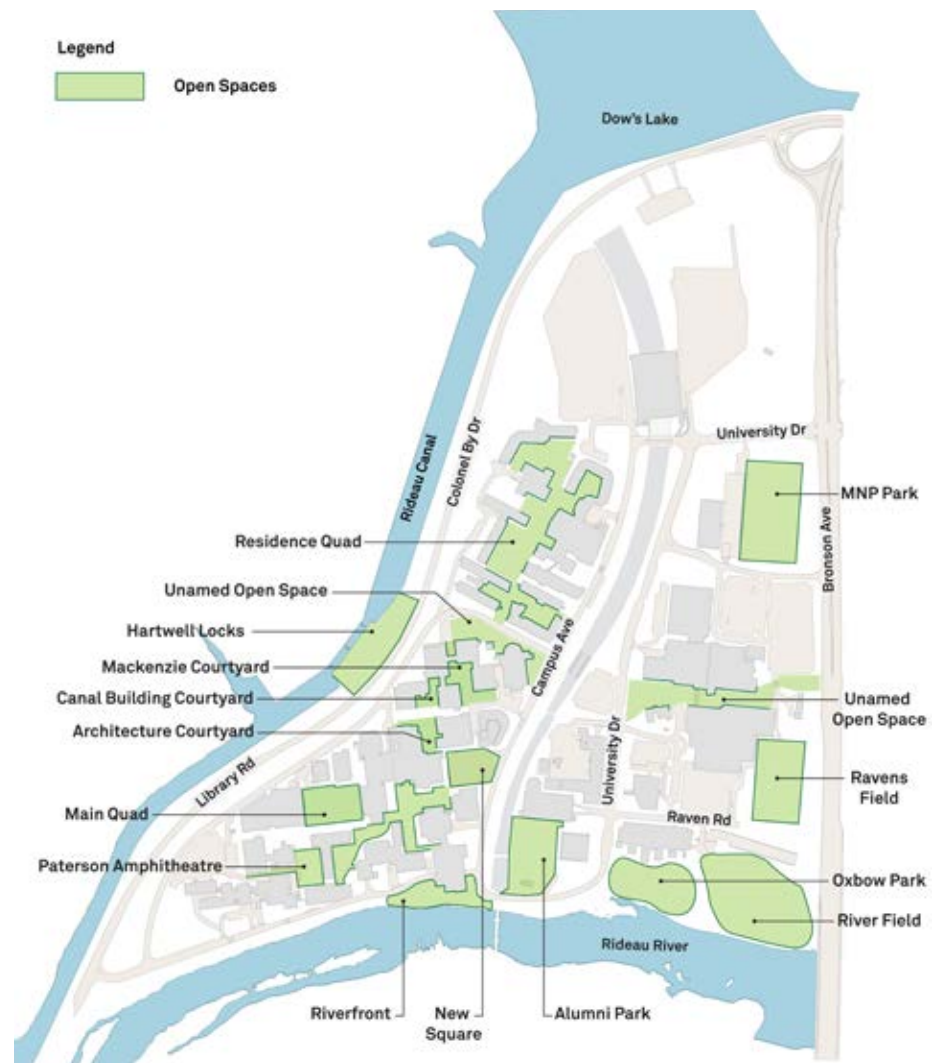 Legend
Open Spaces
Dow's Lake
University Dr
Rideau Canal
Colonel By Dr
MNP Park
Bronson Ave
Residence Quad
Unamed Open Space
Hartwell Locks
Mackenzie Courtyard
Campus Ave
Canal Building Courtyard
Unamed
Open Space
Architecture Courtyard
University Dr
Library Rd
Ravens
Field
Main Quad
Raven Rd
Paterson Amphitheatre
Oxbow Park
River Field
Rideau River
Riverfront
New
Square
Alumni Park